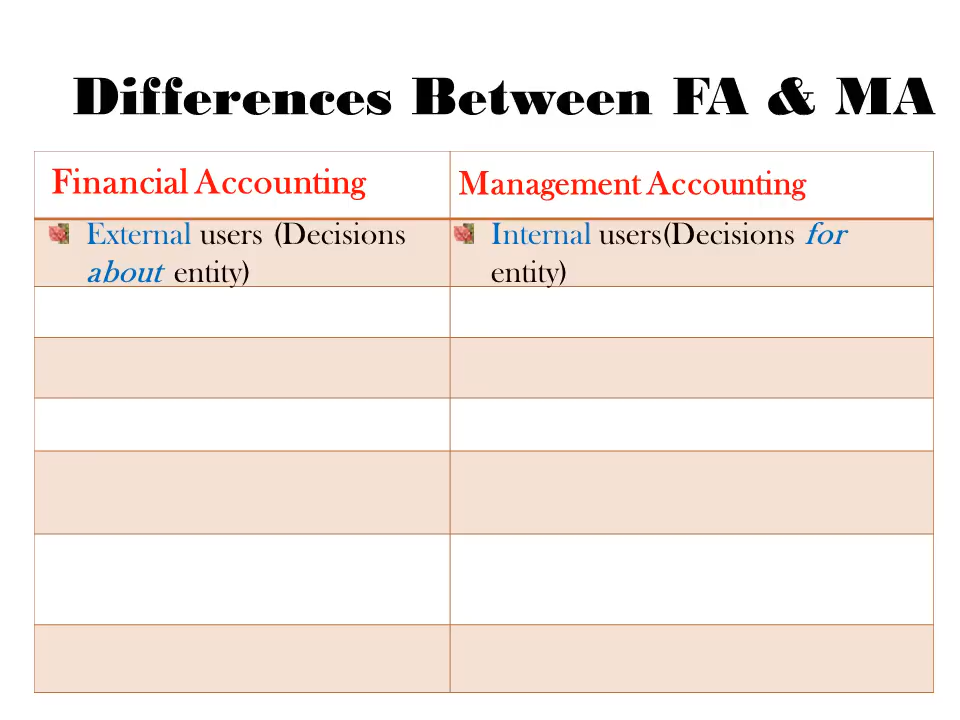 Differences Between FA & MA
Financial Accounting
Management Accounting
External users (Decisions
about entity)
Internal users(Decisions for
entity)